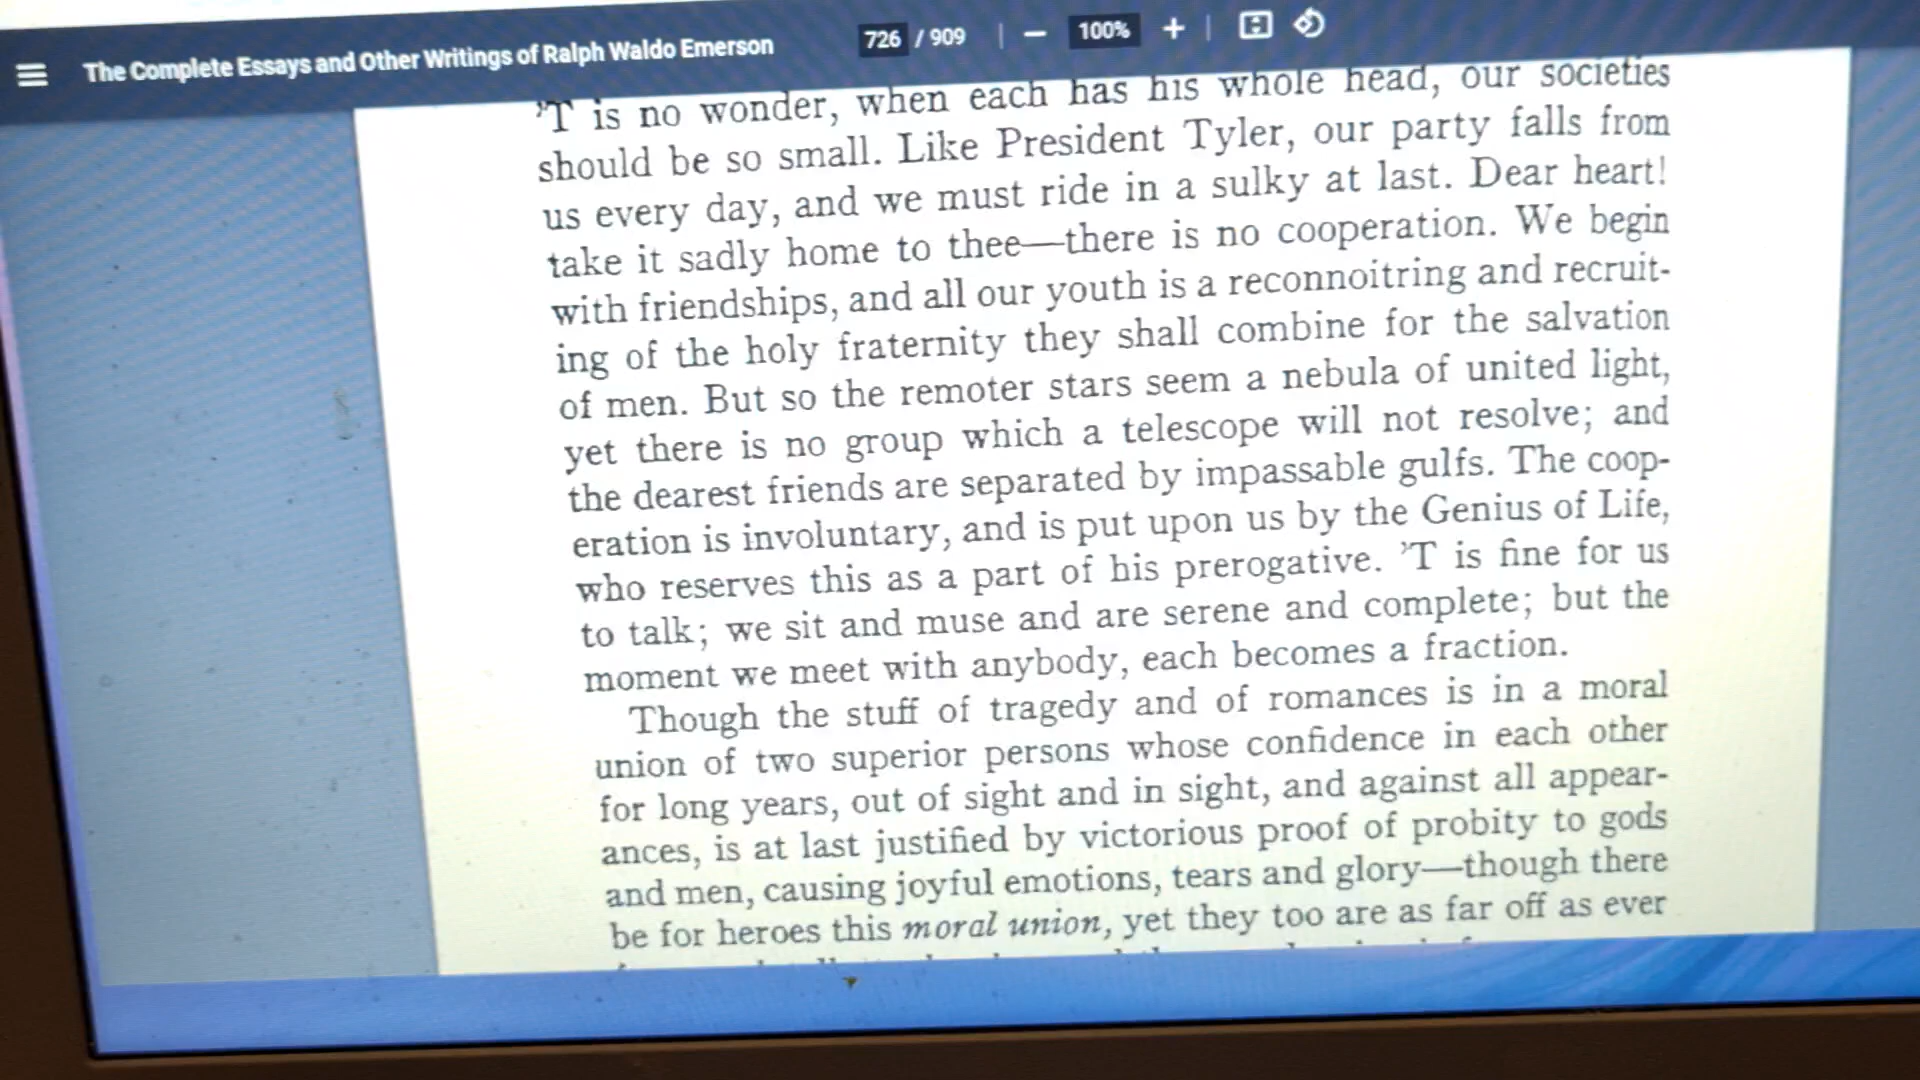 The Complete Essays and Other Writings of Ralph Waldo Emerson 726 / 909 100%
’T is no wonder, when each has his whole head, our societies
should be so small. Like President Tyler, our party falls from
us every day, and we must ride in a sulky at last. Dear heart!
take it sadly home to thee—there is no cooperation. We begin
with friendships, and all our youth is a reconnoitring and recruit-
ing of the holy fraternity they shall combine for the salvation
of men. But so the remoter stars seem a nebula of united light,
yet there is no group which a telescope will not resolve; and
the dearest friends are separated by impassable gulfs. The coop-
eration is involuntary, and is put upon us by the Genius of Life,
who reserves this as a part of his prerogative. ’T is fine for us
to talk; we sit and muse and are serene and complete; but the
moment we meet with anybody, each becomes a fraction.
Though the stuff of tragedy and of romances is in a moral
union of two superior persons whose confidence in each other
for long years, out of sight and in sight, and against all appear-
ances, is at last justified by victorious proof of probity to gods
and men, causing joyful emotions, tears and glory—though there
be for heroes this moral union, yet they too are as far off as ever